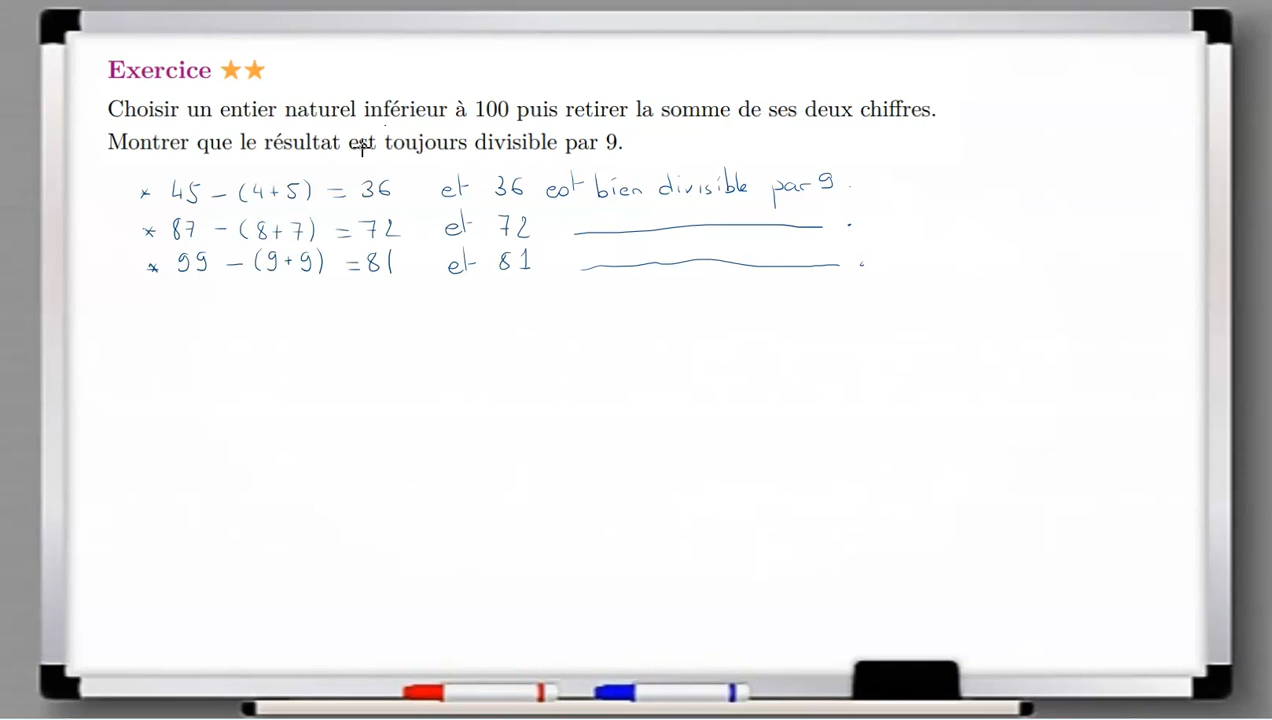 Exercice ★★
Choisir un entier naturel inférieur à 100 puis retirer la somme de ses deux chiffres.
Montrer que le résultat est toujours divisible par 9.
* 45 - (4+5) = 36 et 36 est bien divisible par 9.
* 87 - (8+7) = 72 et 72 .
* 99 - (9+9) = 81 et 81 .